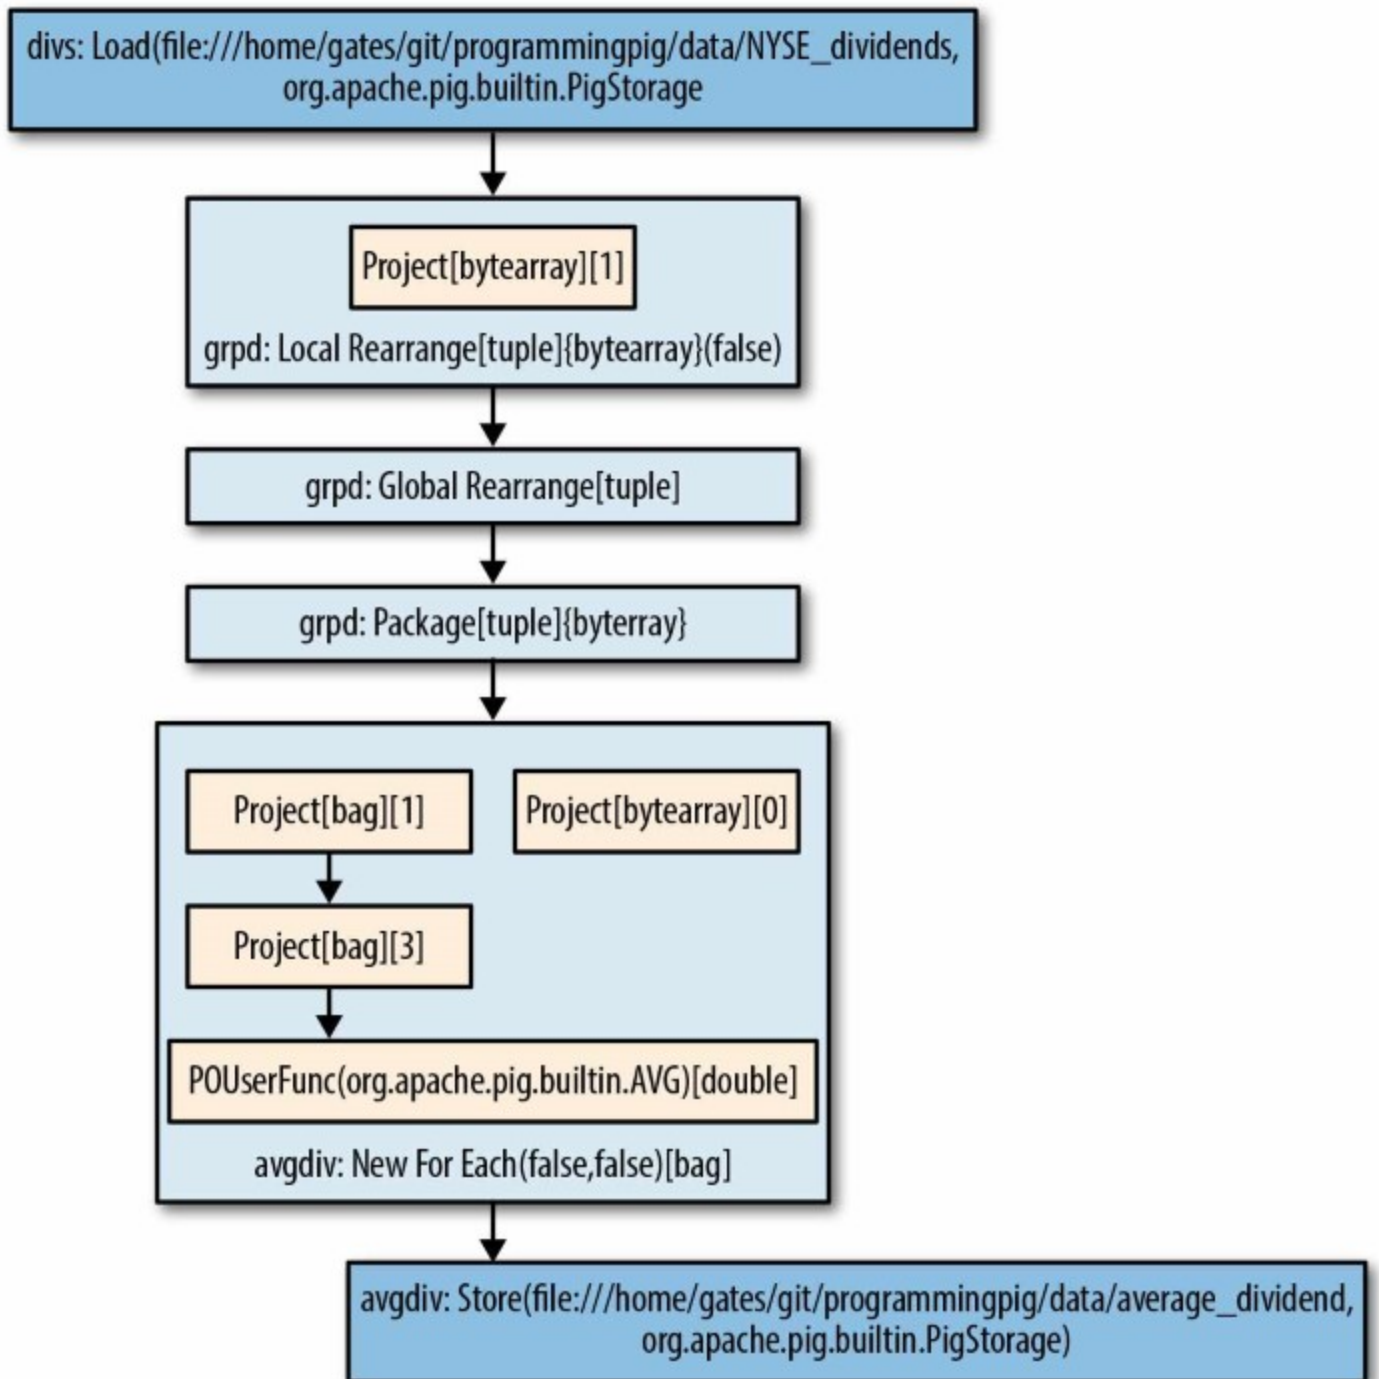 divs: Load(file:///home/gates/git/programmingpig/data/NYSE_dividends,
org.apache.pig.builtin.PigStorage
Project[bytearray][1]
grpd: Local Rearrange[tuple]{bytearray}(false)
grpd: Global Rearrange[tuple]
grpd: Package[tuple]{byterray}
Project[bag][1]
Project[bytearray][0]
Project[bag][3]
POUserFunc(org.apache.pig.builtin.AVG)[double]
avgdiv: New For Each(false,false)[bag]
avgdiv: Store(file:///home/gates/git/programmingpig/data/average_dividend,
org.apache.pig.builtin.PigStorage)